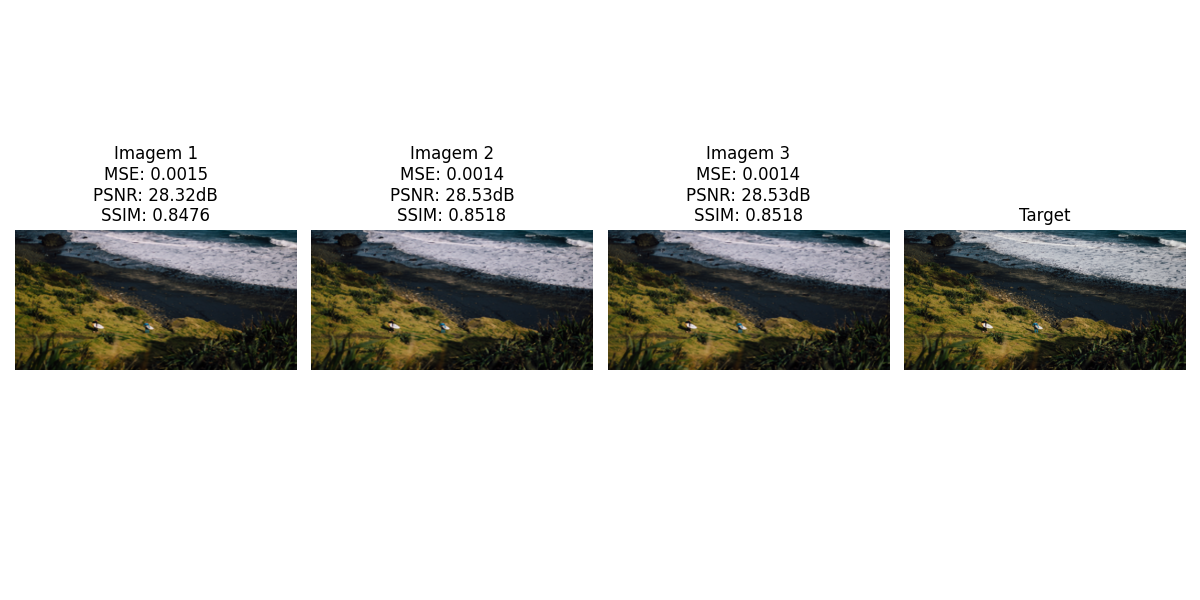 Imagem 1
MSE: 0.0015
PSNR: 28.32dB
SSIM: 0.8476
Imagem 2
MSE: 0.0014
PSNR: 28.53dB
SSIM: 0.8518
Imagem 3
MSE: 0.0014
PSNR: 28.53dB
SSIM: 0.8518
Target